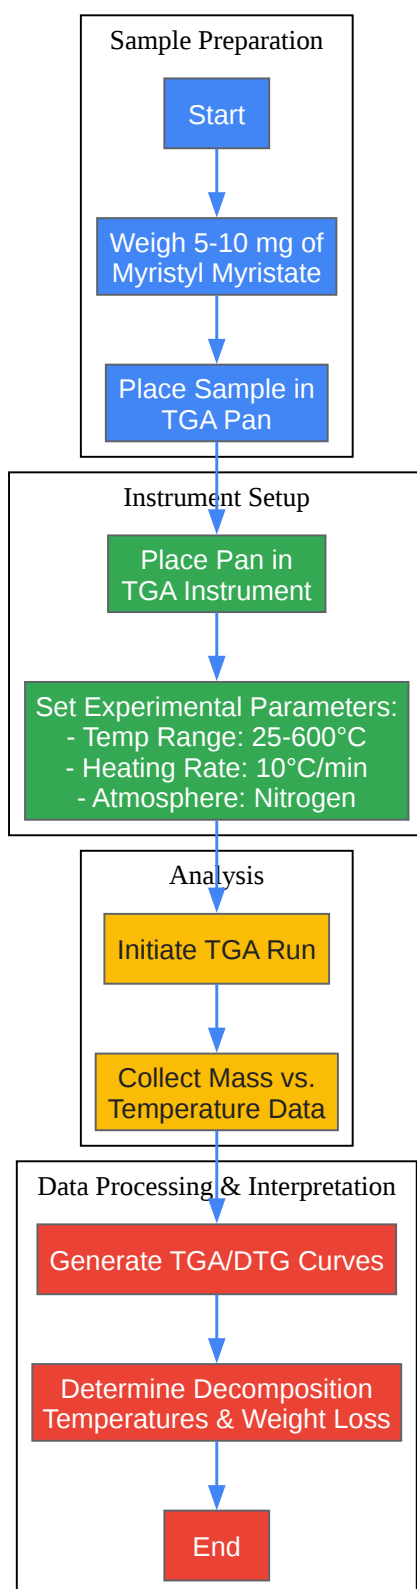 Sample Preparation
Start
Weigh 5-10 mg of
Myristyl Myristate
Place Sample in
TGA Pan
Instrument Setup
Place Pan in
TGA Instrument
Set Experimental Parameters:
- Temp Range: 25-600°C
- Heating Rate: 10°C/min
- Atmosphere: Nitrogen
Analysis
Initiate TGA Run
Collect Mass vs.
Temperature Data
Data Processing & Interpretation
Generate TGA/DTG Curves
Determine Decomposition
Temperatures & Weight Loss
End